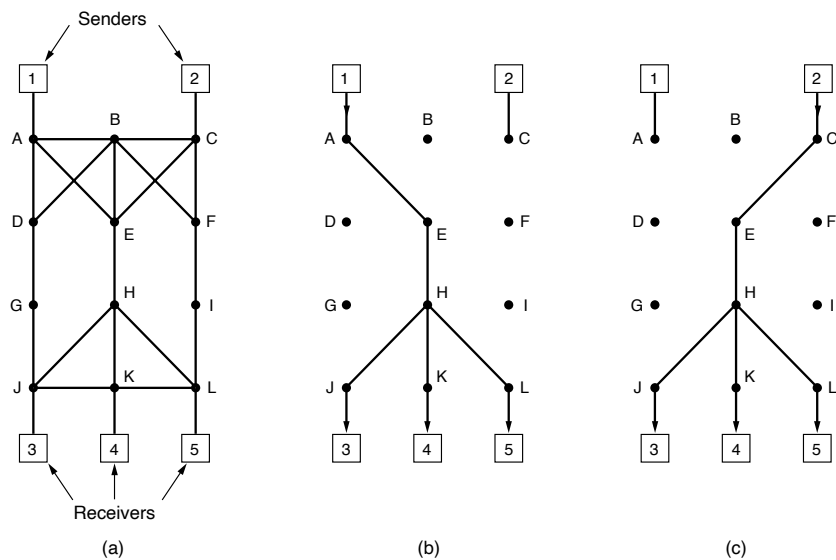 Senders
1 2 1 2 1 2
B B B
A C A C A C
D E F D E F D E F
G H I G H I G H I
J K L J K L J K L
3 4 5 3 4 5 3 4 5
Receivers
(a) (b) (c)